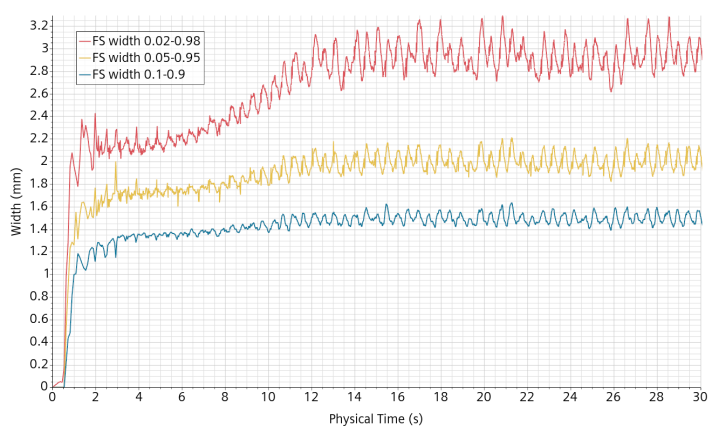 3.2
3
2.8
2.6
2.4
2.2
2
1.8
1.6
1.4
1.2
1
0.8
0.6
0.4
0.2
0
Width (mm)
FS width 0.02-0.98
FS width 0.05-0.95
FS width 0.1-0.9
0 2 4 6 8 10 12 14 16 18 20 22 24 26 28 30
Physical Time (s)